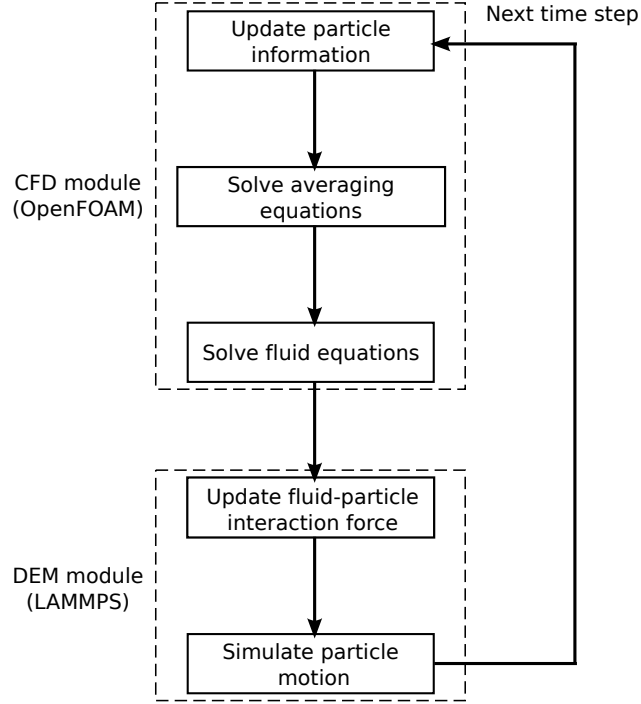 Next time step
Update particle
information
CFD module
(OpenFOAM)
Solve averaging
equations
Solve fluid equations
Update fluid-particle
interaction force
DEM module
(LAMMPS)
Simulate particle
motion